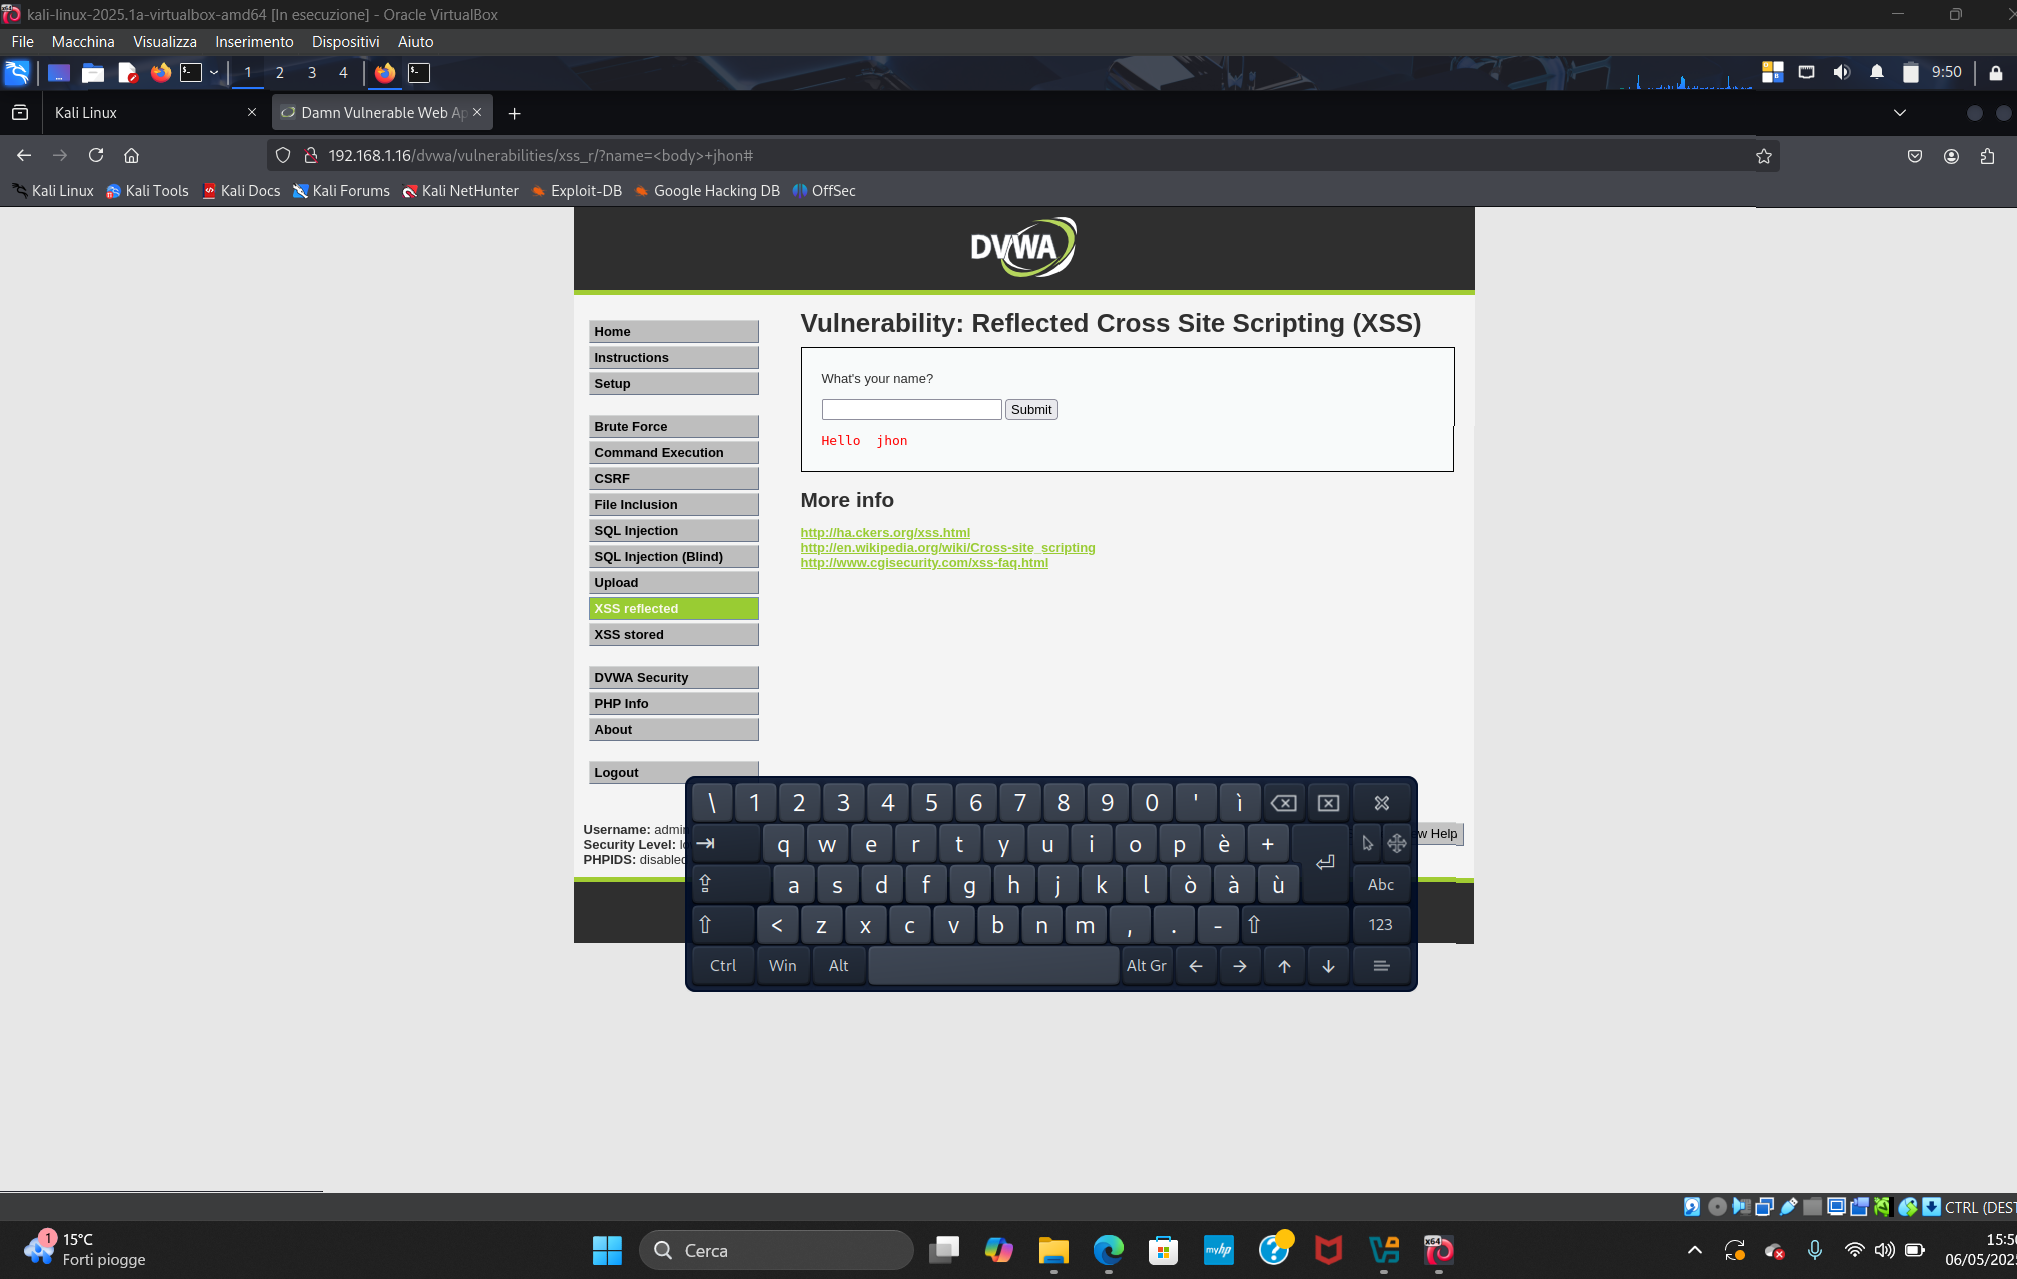 kali-linux-2025.1a-virtualbox-amd64 [In esecuzione] - Oracle VirtualBox
File Macchina Visualizza Inserimento Dispositivi Aiuto
1 2 3 4 9:50
Kali Linux
Damn Vulnerable Web Ap
192.168.1.16/dvwa/vulnerabilities/xss_r/?name=<body>+jhon#
Kali Linux Kali Tools Kali Docs Kali Forums Kali NetHunter Exploit-DB Google Hacking DB OffSec
DVWA
Vulnerability: Reflected Cross Site Scripting (XSS)
What's your name?
Submit
Hello jhon
More info
http://ha.ckers.org/xss.html
http://en.wikipedia.org/wiki/Cross-site_scripting
http://www.cgisecurity.com/xss-faq.html
Home
Instructions
Setup
Brute Force
Command Execution
CSRF
File Inclusion
SQL Injection
SQL Injection (Blind)
Upload
XSS reflected
XSS stored
DVWA Security
PHP Info
About
Logout
Username: admin
Security Level: lo
PHPIDS: disabled
w Help
\ 1 2 3 4 5 6 7 8 9 0 ' ì
q w e r t y u i o p è +
a s d f g h j k l ò à ù Abc
< z x c v b n m , . - 123
Ctrl Win Alt Alt Gr
CTRL (DEST
1
15°C
Forti piogge
Cerca
myhp
x64
15:50
06/05/202